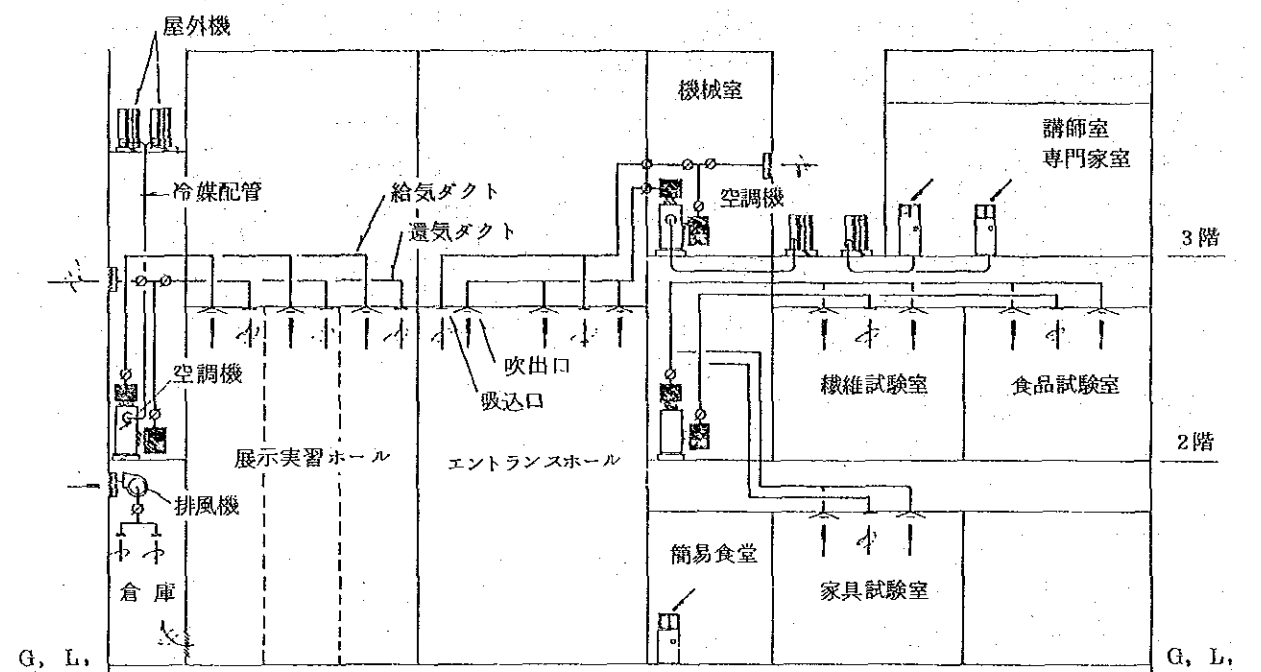 屋外機
機械室
講師室
専門家室
冷媒配管
給気ダクト
還気ダクト
空調機
3階
吹出口
吸込口
空調機
繊維試験室
食品試験室
2階
展示実習ホール
エントランスホール
排風機
簡易食堂
倉庫
家具試験室
G, L,
G, L,